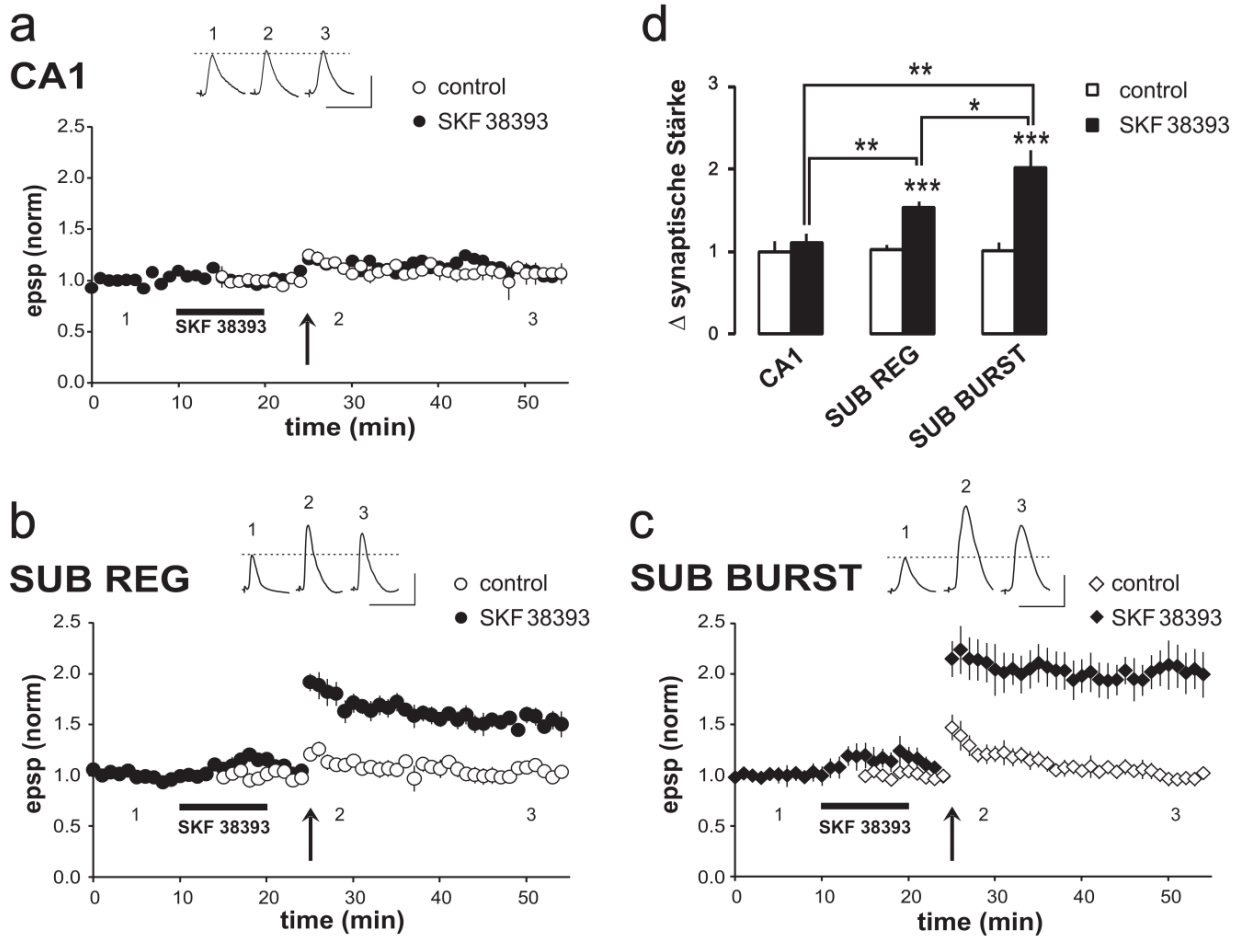 a
CA1
1 2 3
control
SKF 38393
epsp (norm)
2.5
2.0
1.5
1.0
0.5
0.0
1
SKF 38393
2
3
0 10 20 30 40 50
time (min)
d
Δ synaptische Stärke
3
2
1
0
**
*
**
***
***
control
SKF 38393
CA1
SUB REG
SUB BURST
b
SUB REG
1 2 3
control
SKF 38393
epsp (norm)
2.5
2.0
1.5
1.0
0.5
0.0
1
SKF 38393
2
3
0 10 20 30 40 50
time (min)
c
SUB BURST
1 2 3
control
SKF 38393
epsp (norm)
2.5
2.0
1.5
1.0
0.5
0.0
1
SKF 38393
2
3
0 10 20 30 40 50
time (min)